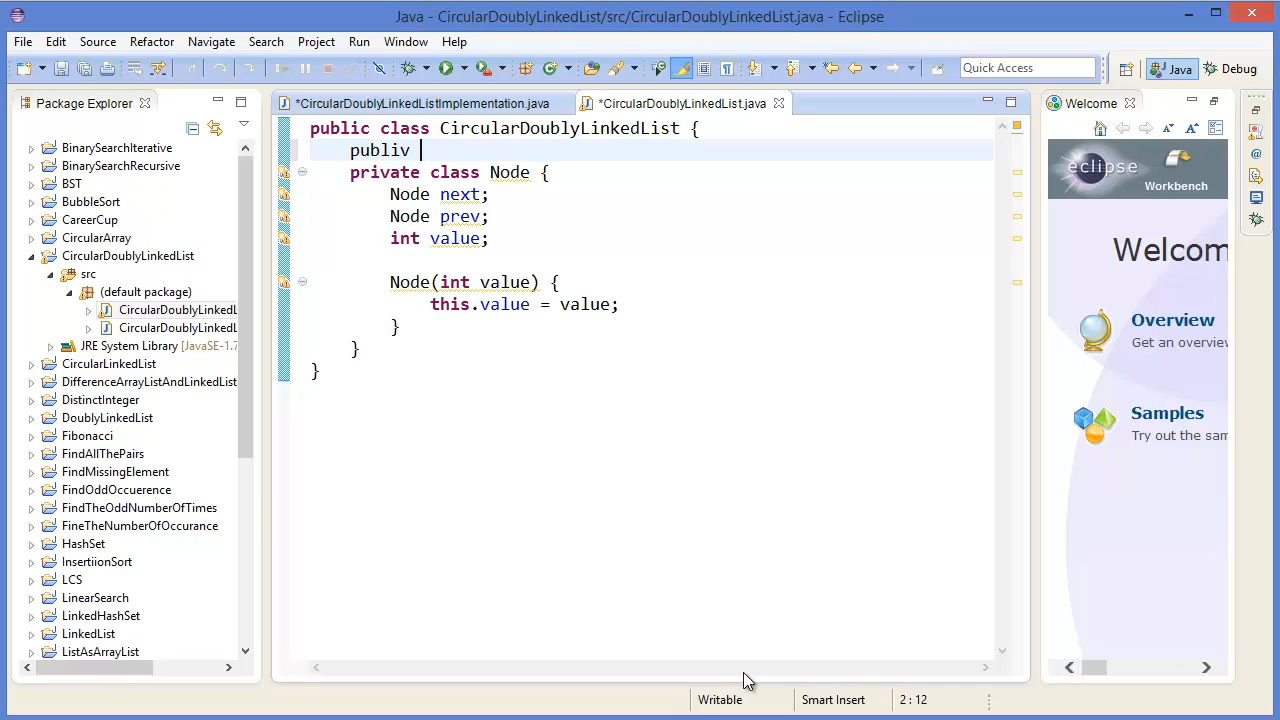 Java - CircularDoublyLinkedList/src/CircularDoublyLinkedList.java - Eclipse
File Edit Source Refactor Navigate Search Project Run Window Help
Quick Access
Java
Debug
Package Explorer
*CircularDoublyLinkedListImplementation.java
*CircularDoublyLinkedList.java
Welcome
BinarySearchIterative
BinarySearchRecursive
BST
BubbleSort
CareerCup
CircularArray
CircularDoublyLinkedList
src
(default package)
CircularDoublyLinkedL
CircularDoublyLinkedL
JRE System Library [JavaSE-1.7
CircularLinkedList
DifferenceArrayListAndLinkedList
DistinctInteger
DoublyLinkedList
Fibonacci
FindAllThePairs
FindMissingElement
FindOddOccuerence
FindTheOddNumberOfTimes
FineTheNumberOfOccurance
HashSet
InsertiionSort
LCS
LinearSearch
LinkedHashSet
LinkedList
ListAsArrayList
public class CircularDoublyLinkedList {
publiv
private class Node {
Node next;
Node prev;
int value;
Node(int value) {
this.value = value;
}
}
}
eclipse
Workbench
Welcom
Overview
Get an overviev
Samples
Try out the sam
Writable
Smart Insert
2 : 12